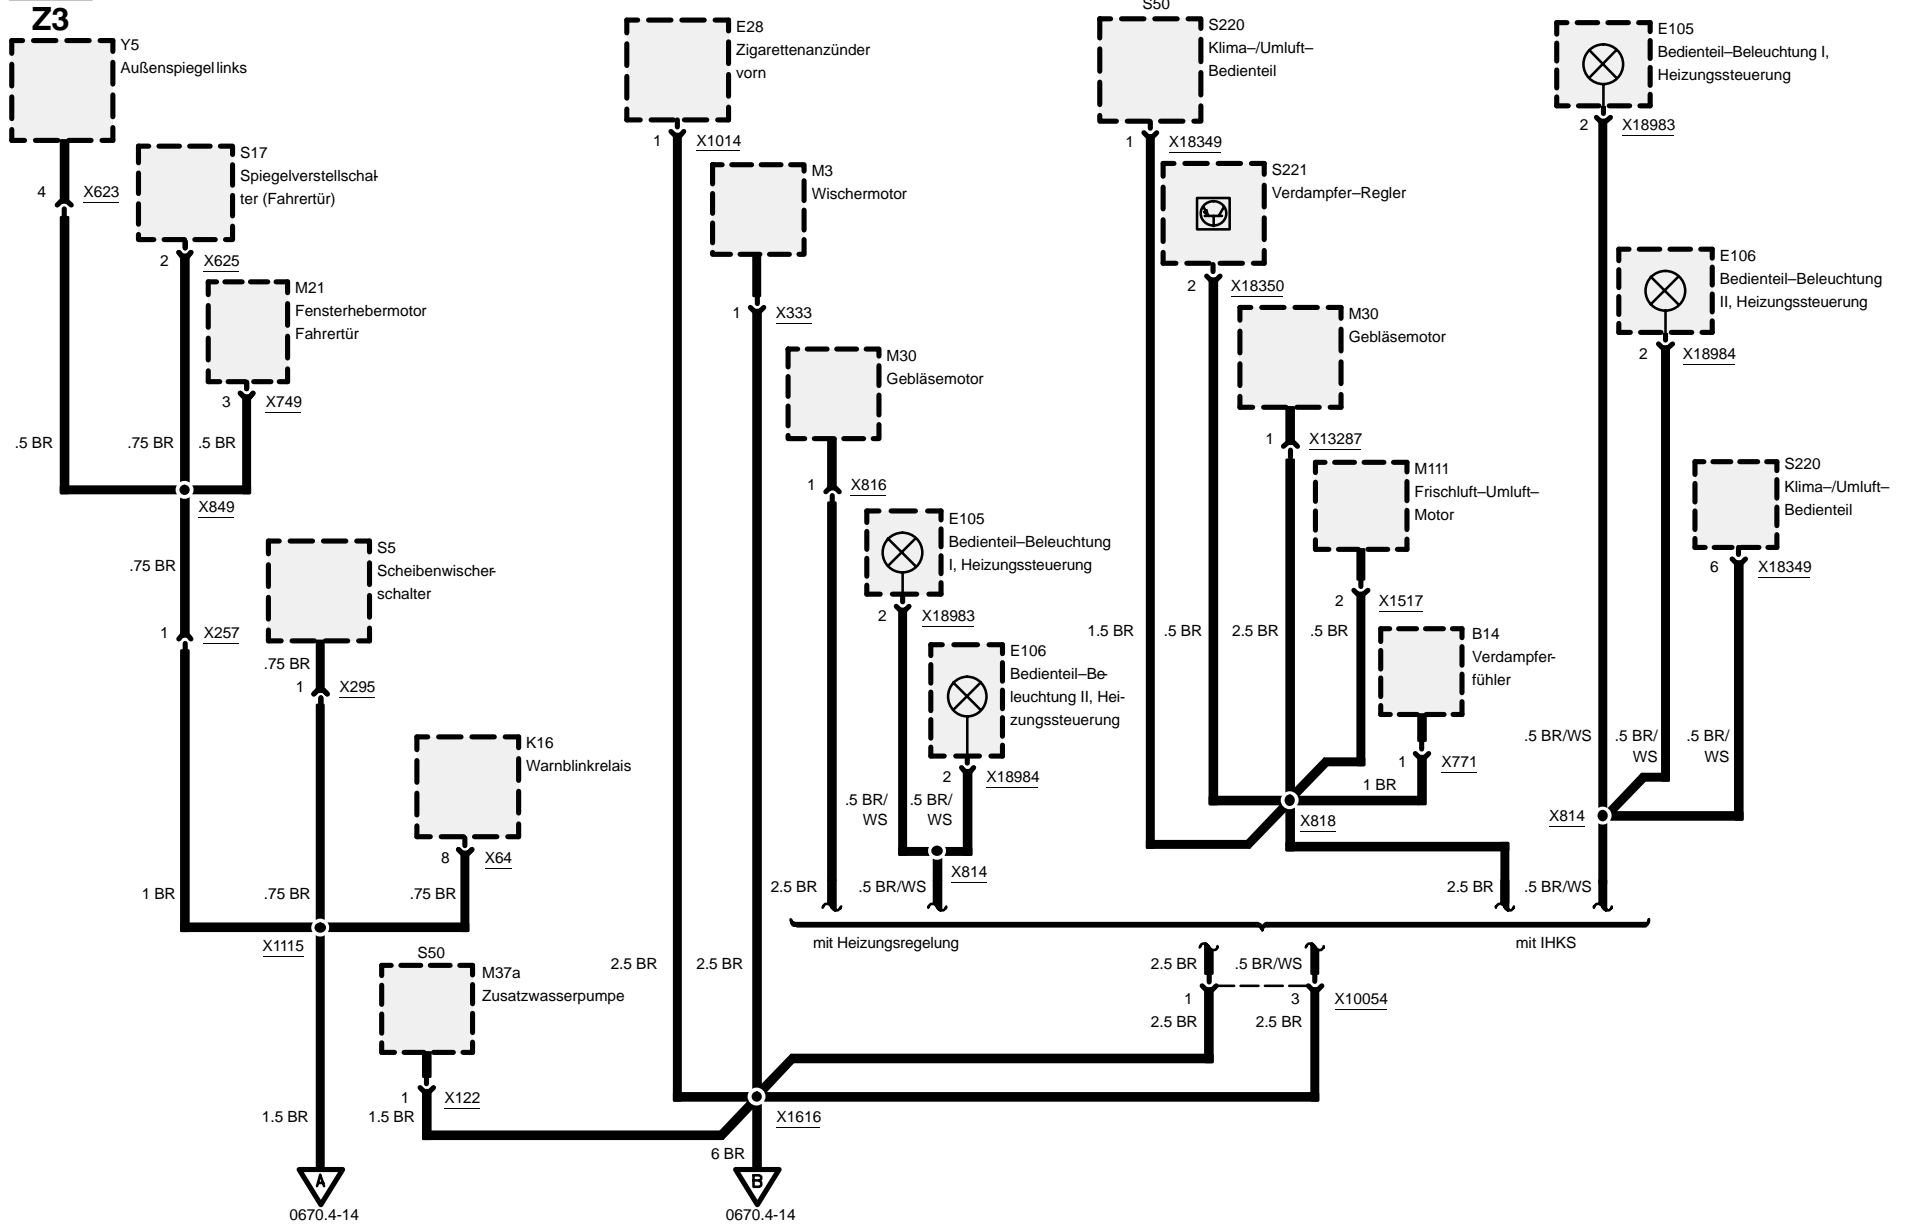 Z3
Y5
Außenspiegel links
4
X623
S17
Spiegelverstellschal-
ter (Fahrertür)
2
X625
M21
Fensterhebermotor
Fahrertür
3
X749
.5 BR
.75 BR
.5 BR
X849
.75 BR
1
X257
S5
Scheibenwischer-
schalter
.75 BR
1
X295
K16
Warnblinkrelais
8
X64
1 BR
.75 BR
.75 BR
X1115
S50
M37a
Zusatzwasserpumpe
1
X122
1.5 BR
1.5 BR
A
0670.4-14
E28
Zigarettenanzünder
vorn
1
X1014
M3
Wischermotor
1
X333
M30
Gebläsemotor
1
X816
E105
Bedienteil–Beleuchtung
I, Heizungssteuerung
2
X18983
E106
Bedienteil–Be-
leuchtung II, Hei-
zungssteuerung
2
X18984
.5 BR/
WS
.5 BR/
WS
X814
2.5 BR
.5 BR/WS
mit Heizungsregelung
2.5 BR
2.5 BR
X1616
6 BR
B
0670.4-14
S50
S220
Klima–/Umluft–
Bedienteil
1
X18349
S221
Verdampfer–Regler
2
X18350
M30
Gebläsemotor
1
X13287
M111
Frischluft–Umluft–
Motor
2
X1517
1.5 BR
.5 BR
2.5 BR
.5 BR
B14
Verdampfer-
fühler
1
X771
1 BR
X818
2.5 BR
.5 BR/WS
mit IHKS
E105
Bedienteil–Beleuchtung I,
Heizungssteuerung
2
X18983
E106
Bedienteil–Beleuchtung
II, Heizungssteuerung
2
X18984
S220
Klima–/Umluft–
Bedienteil
6
X18349
.5 BR/WS
.5 BR/
WS
.5 BR/
WS
X814
2.5 BR
.5 BR/WS
1
3
X10054
2.5 BR
2.5 BR